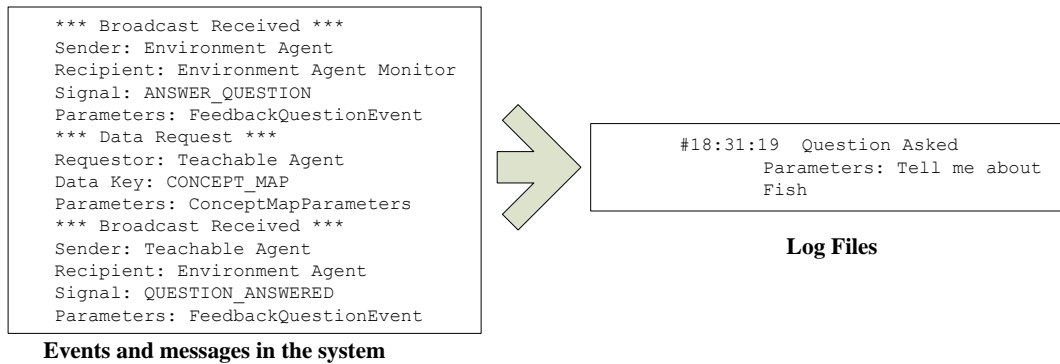 *** Broadcast Received ***
Sender: Environment Agent
Recipient: Environment Agent Monitor
Signal: ANSWER_QUESTION
Parameters: FeedbackQuestionEvent
*** Data Request ***
Requestor: Teachable Agent
Data Key: CONCEPT_MAP
Parameters: ConceptMapParameters
*** Broadcast Received ***
Sender: Teachable Agent
Recipient: Environment Agent
Signal: QUESTION_ANSWERED
Parameters: FeedbackQuestionEvent
Events and messages in the system
#18:31:19 Question Asked
Parameters: Tell me about
Fish
Log Files